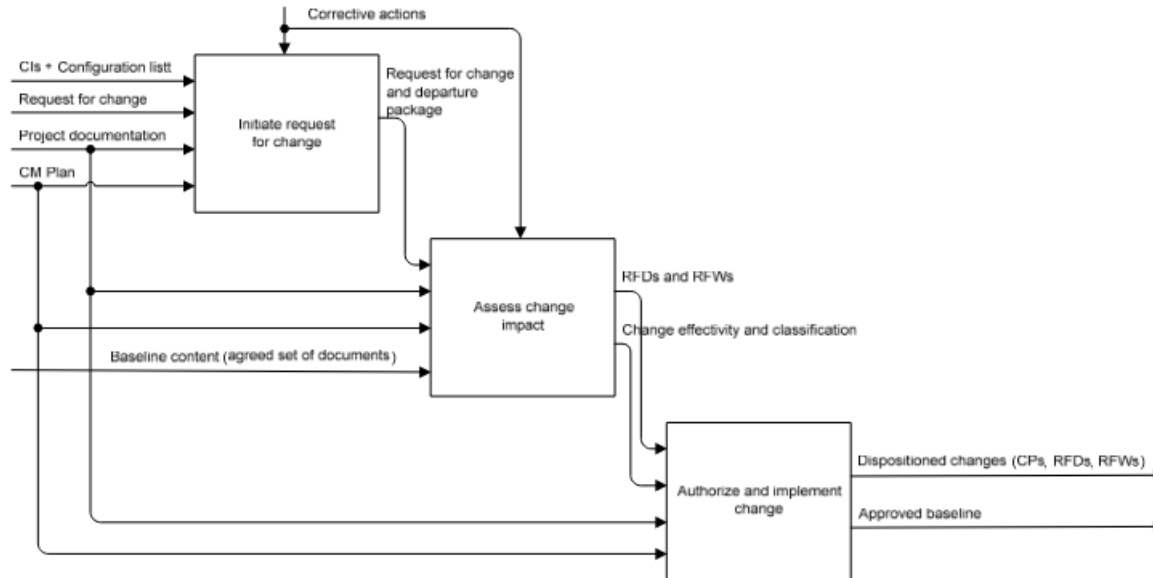 Corrective actions
CIs + Configuration listt
Request for change
Project documentation
CM Plan
Initiate request
for change
Request for change
and departure
package
Assess change
impact
RFDs and RFWs
Change effectivity and classification
Baseline content (agreed set of documents)
Authorize and implement
change
Dispositioned changes (CPs, RFDs, RFWs)
Approved baseline